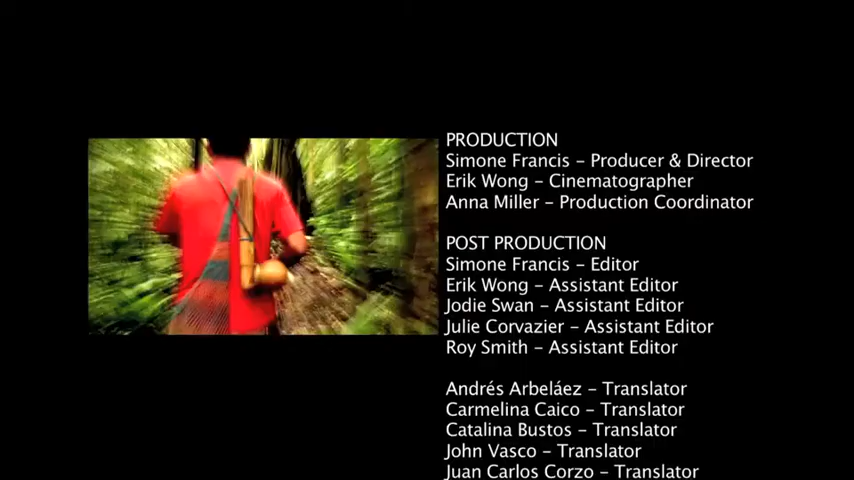 PRODUCTION
Simone Francis – Producer & Director
Erik Wong – Cinematographer
Anna Miller – Production Coordinator
POST PRODUCTION
Simone Francis – Editor
Erik Wong – Assistant Editor
Jodie Swan – Assistant Editor
Julie Corvazier – Assistant Editor
Roy Smith – Assistant Editor
Andrés Arbeláez – Translator
Carmelina Caico – Translator
Catalina Bustos – Translator
John Vasco – Translator
Juan Carlos Corzo – Translator